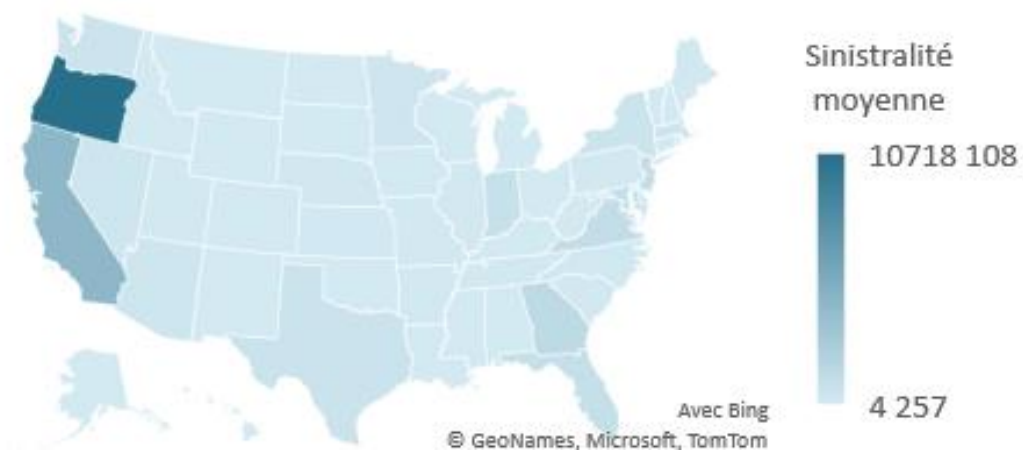 Sinistralité
moyenne
10718 108
4 257
Avec Bing
© GeoNames, Microsoft, TomTom